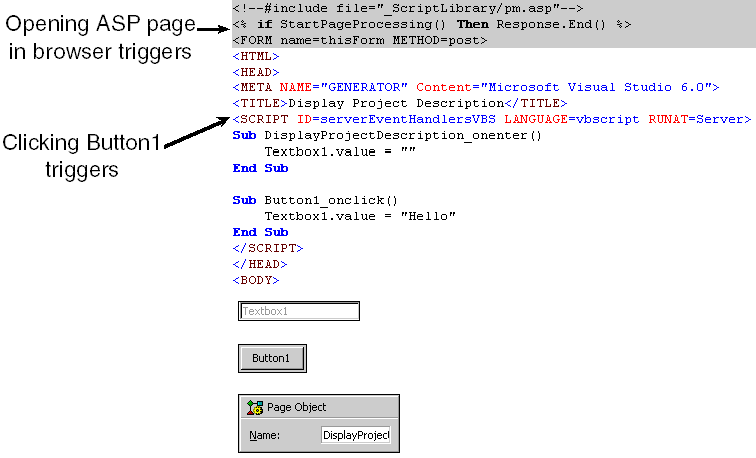 Opening ASP page
in browser triggers
<!--#include file="_ScriptLibrary/pm.asp"-->
<% if StartPageProcessing() Then Response.End() %>
<FORM name=thisForm METHOD=post>
<HTML>
<HEAD>
<META NAME="GENERATOR" Content="Microsoft Visual Studio 6.0">
<TITLE>Display Project Description</TITLE>
Clicking Button1
triggers
<SCRIPT ID=serverEventHandlersVBS LANGUAGE=vbscript RUNAT=Server>
Sub DisplayProjectDescription_onenter()
    Textbox1.value = ""
End Sub
Sub Button1_onclick()
    Textbox1.value = "Hello"
End Sub
</SCRIPT>
</HEAD>
<BODY>
Textbox1
Button1
Page Object
Name: DisplayProject